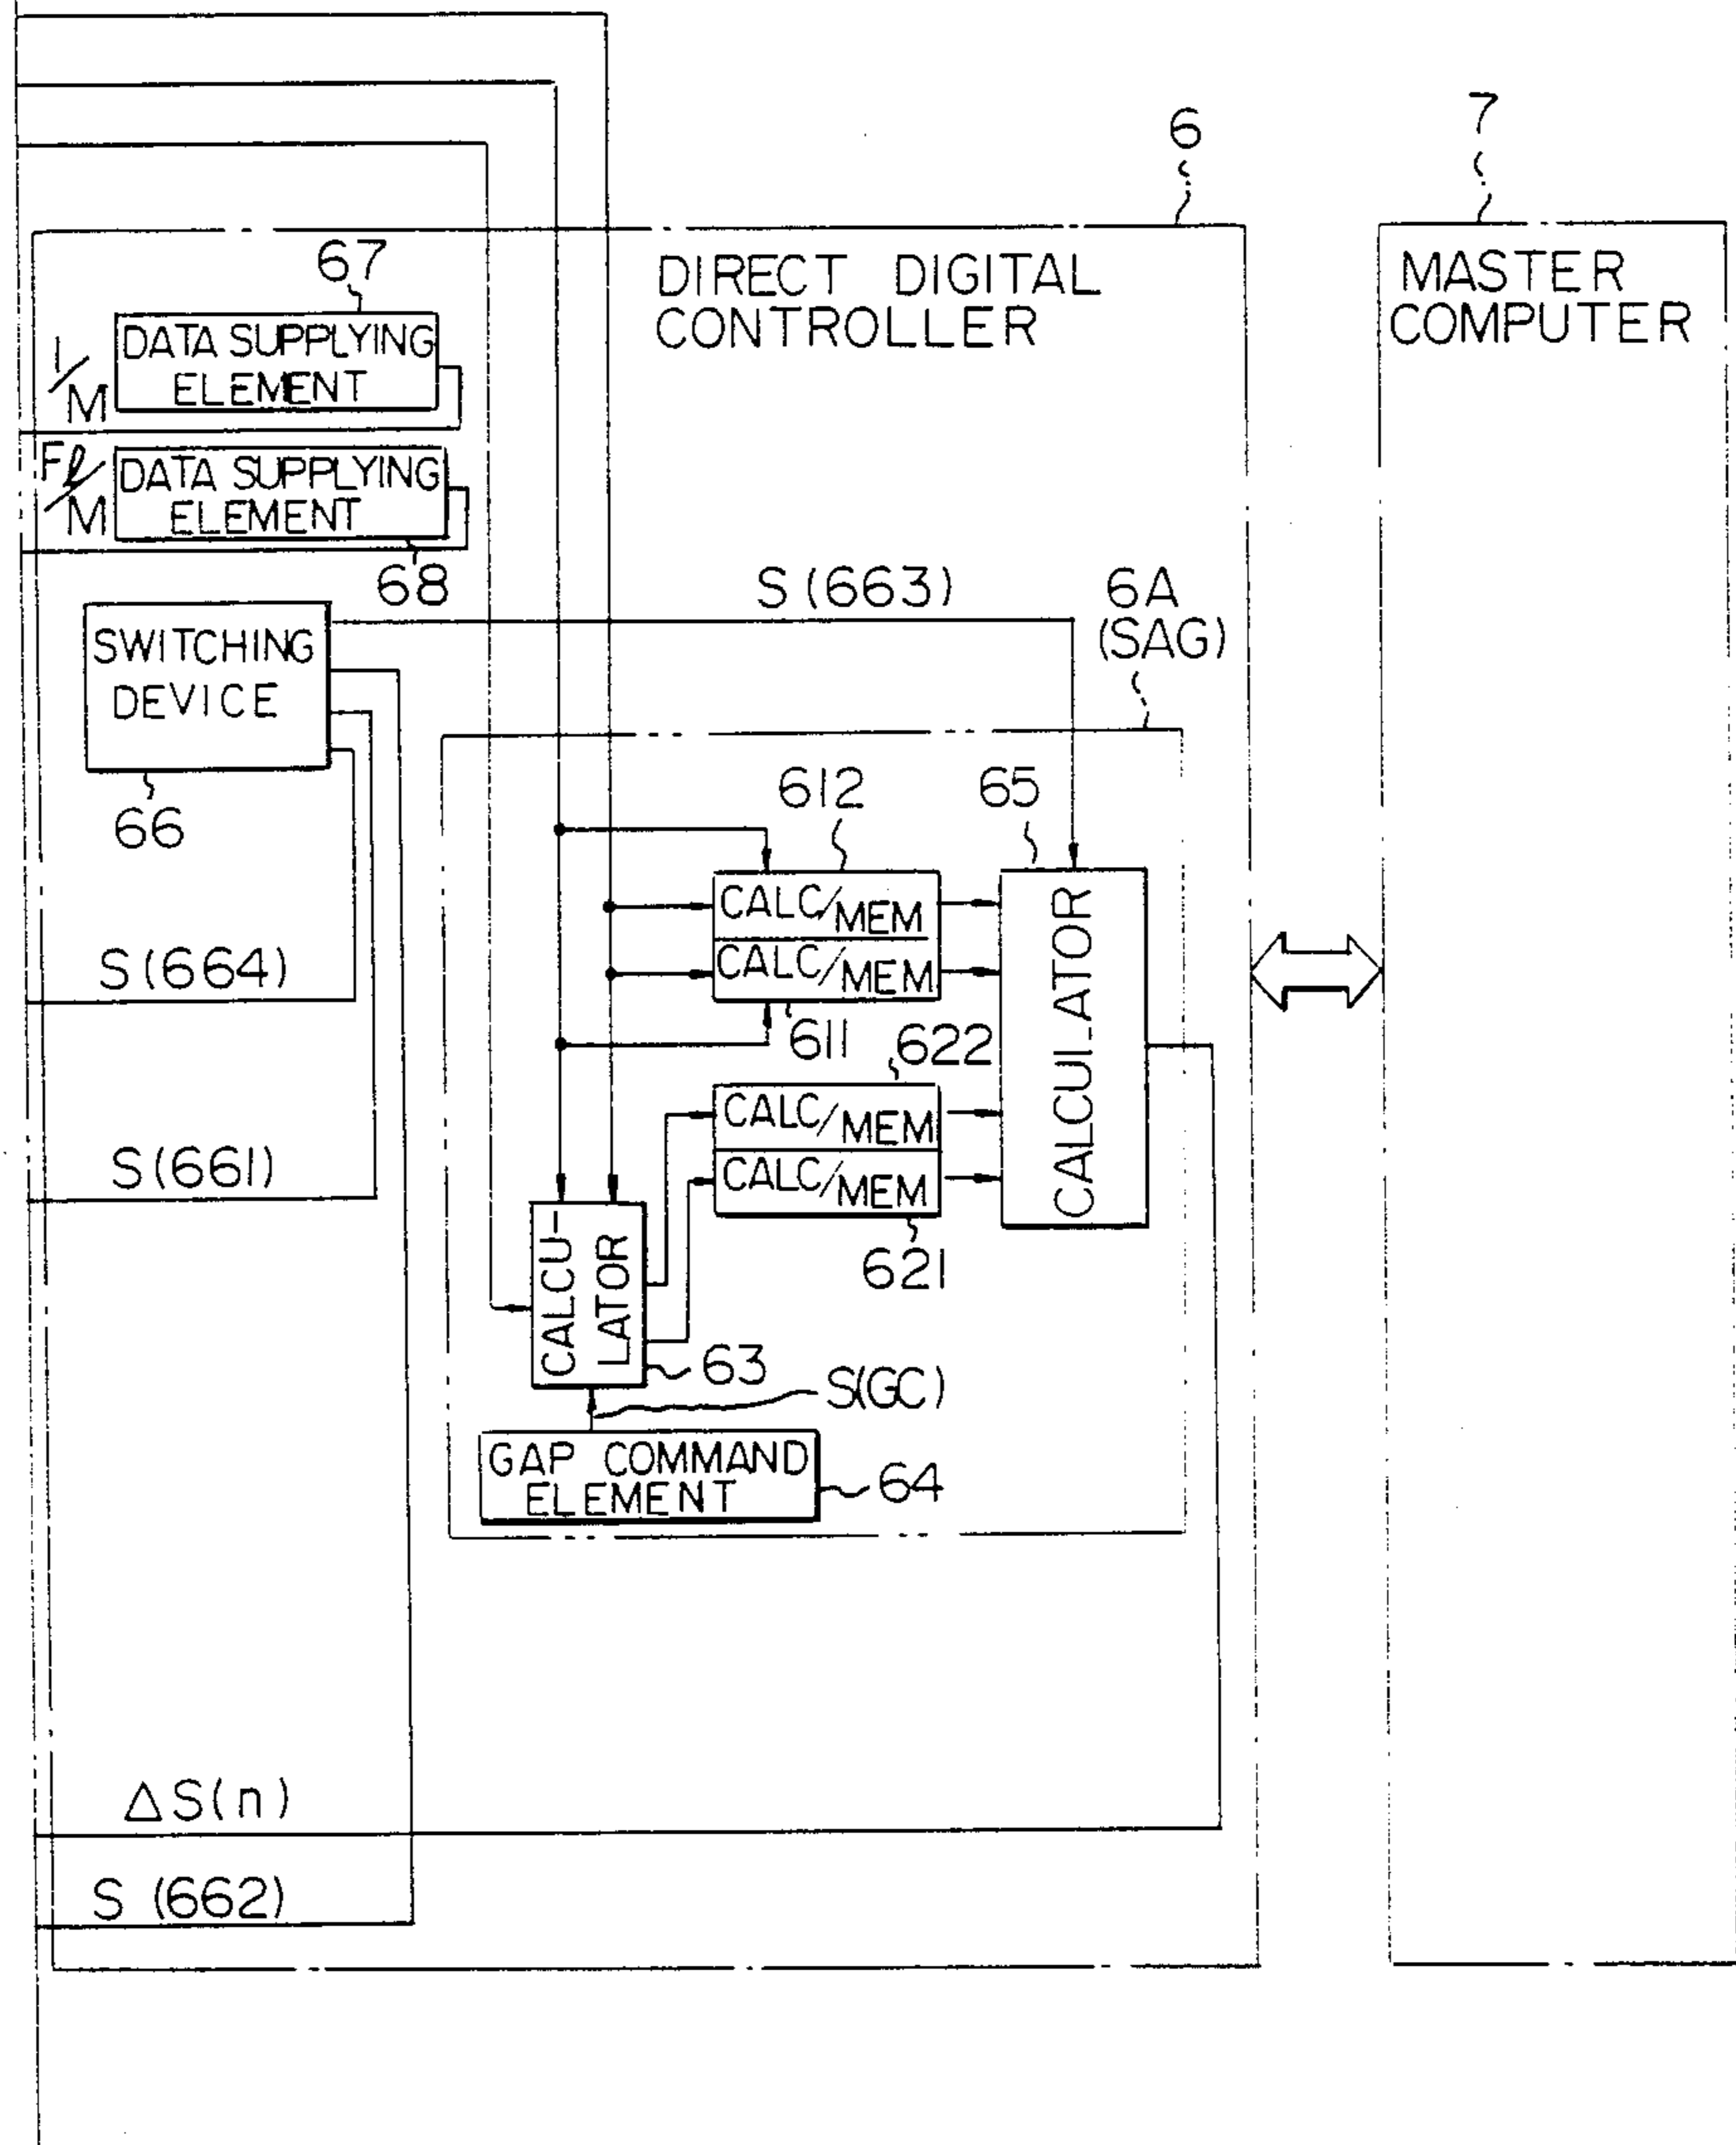 6
7
67
DIRECT DIGITAL
CONTROLLER
MASTER
COMPUTER
1/M
DATA SUPPLYING
ELEMENT
Fℓ/M
DATA SUPPLYING
ELEMENT
68
S (663)
6A
(SAG)
SWITCHING
DEVICE
66
612
65
CALC/MEM
CALC/MEM
CALCULATOR
S (664)
611
622
CALC/MEM
CALC/MEM
S (661)
621
CALCU-
LATOR
63
S(GC)
GAP COMMAND
ELEMENT
64
ΔS(n)
S (662)